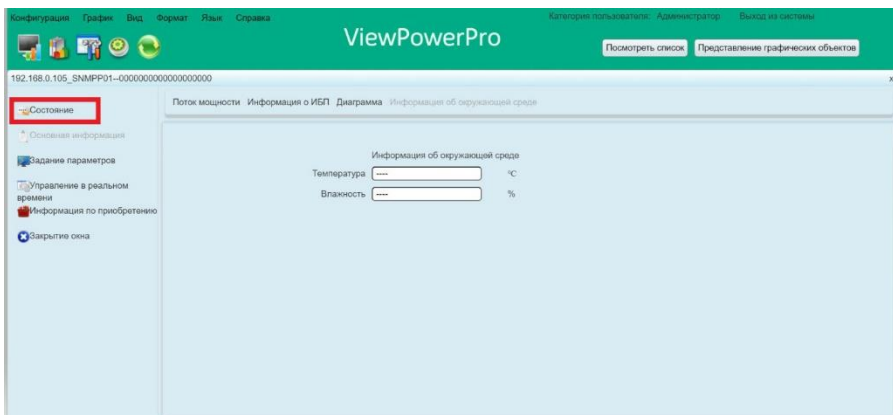 Конфигурация График Вид Формат Язык Справка
Категория пользователя: Администратор Выход из системы
ViewPowerPro
Посмотреть список Представление графических объектов
192.168.0.105_SNMPP01--0000000000000000000 x
Состояние
Поток мощности Информация о ИБП Диаграмма Информация об окружающей среде
Основная информация
Задание параметров
Управление в реальном
времени
Информация по приобретению
Закрытие окна
Информация об окружающей среде
Температура ---- °C
Влажность ---- %